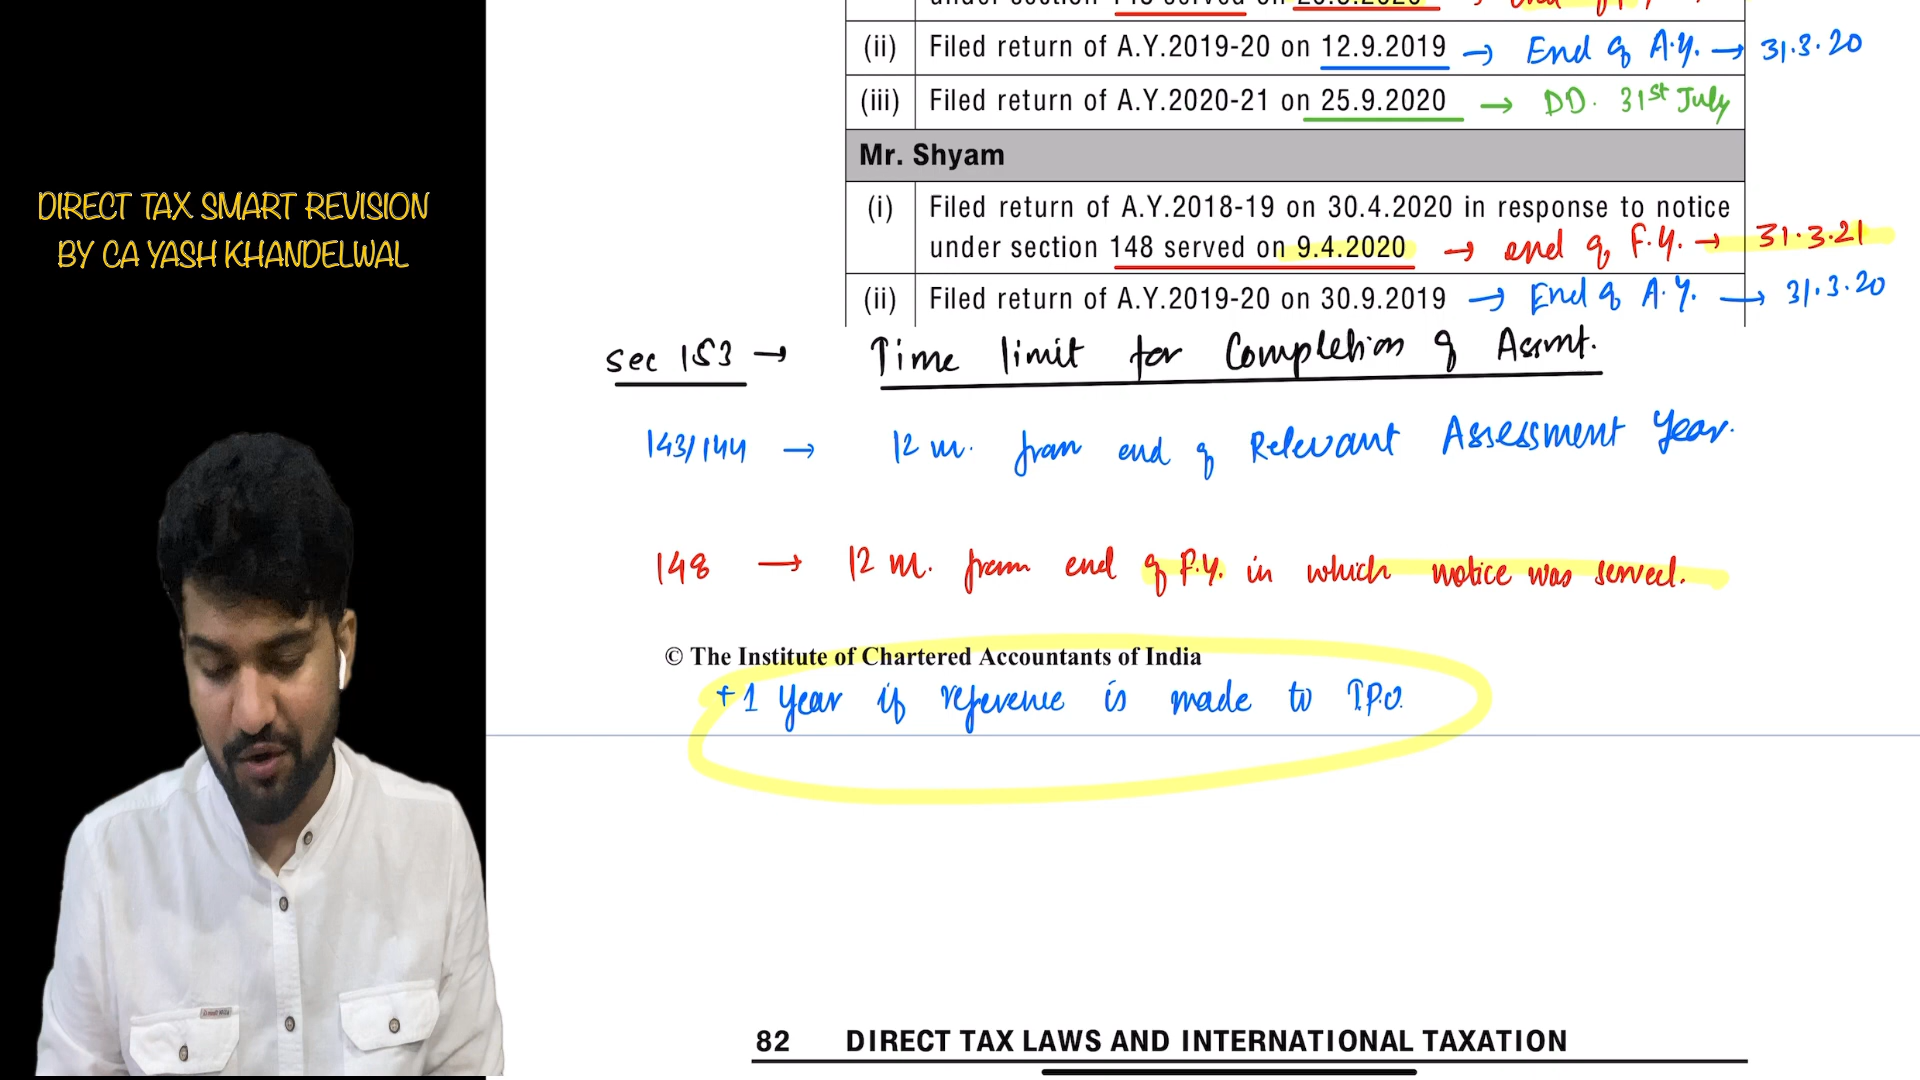 DIRECT TAX SMART REVISION
BY CA YASH KHANDELWAL
(ii) Filed return of A.Y.2019-20 on 12.9.2019 → End of A.Y. → 31.3.20
(iii) Filed return of A.Y.2020-21 on 25.9.2020 → DD. 31st July
Mr. Shyam
(i) Filed return of A.Y.2018-19 on 30.4.2020 in response to notice
under section 148 served on 9.4.2020 → end of F.Y. → 31.3.21
(ii) Filed return of A.Y.2019-20 on 30.9.2019 → End of A.Y. → 31.3.20
Sec 153 → Time limit for Completion of Assmt.
143/144 → 12 m. from end of Relevant Assessment Year.
148 → 12 M. from end of F.Y. in which notice was served.
© The Institute of Chartered Accountants of India
+1 Year if reference is made to T.P.O.
82 DIRECT TAX LAWS AND INTERNATIONAL TAXATION